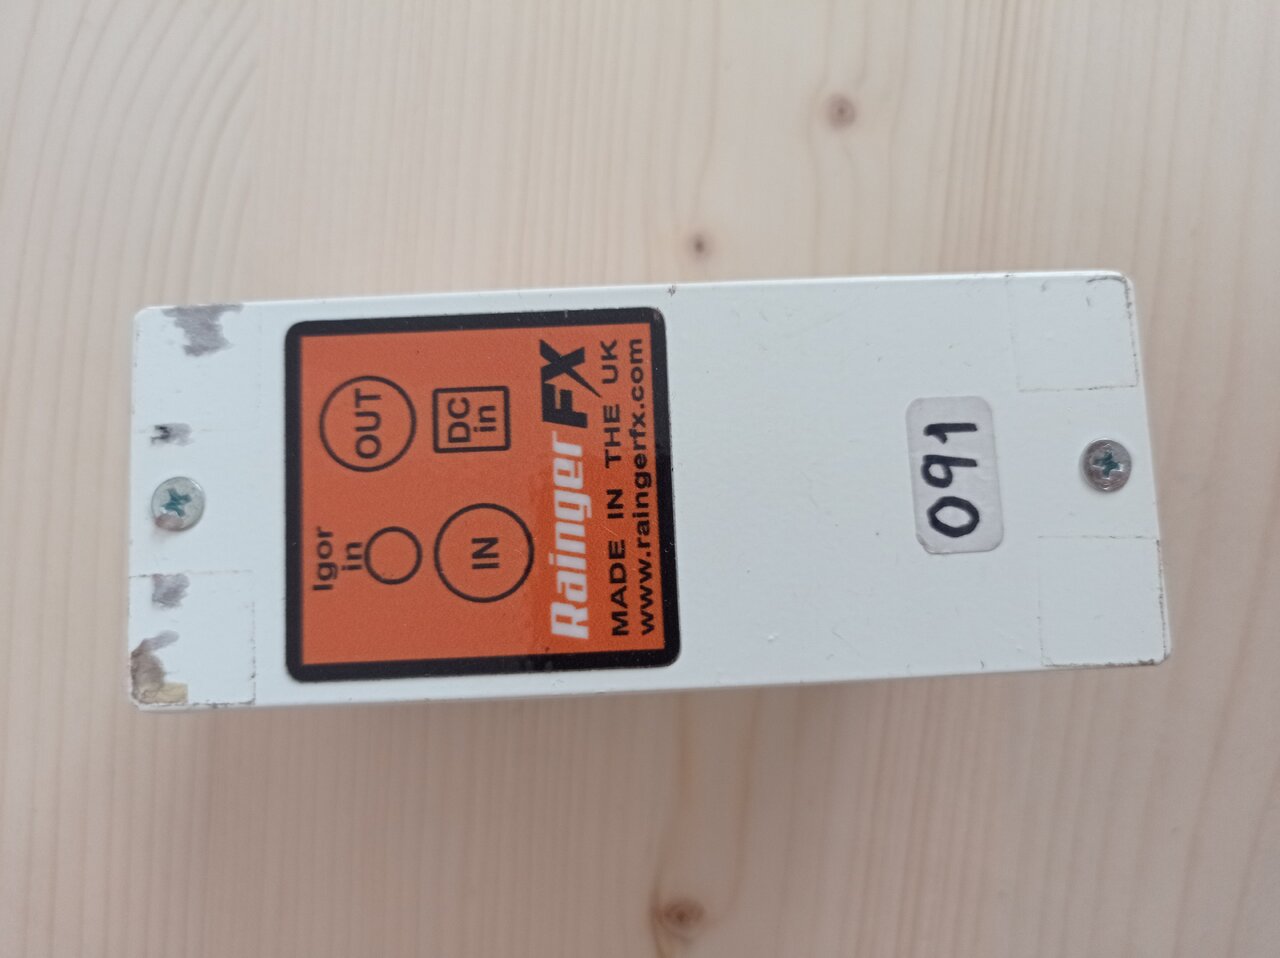 Igor
in
OUT
IN
DC
in
Rainger FX
MADE IN THE UK
www.raingerfx.com
091